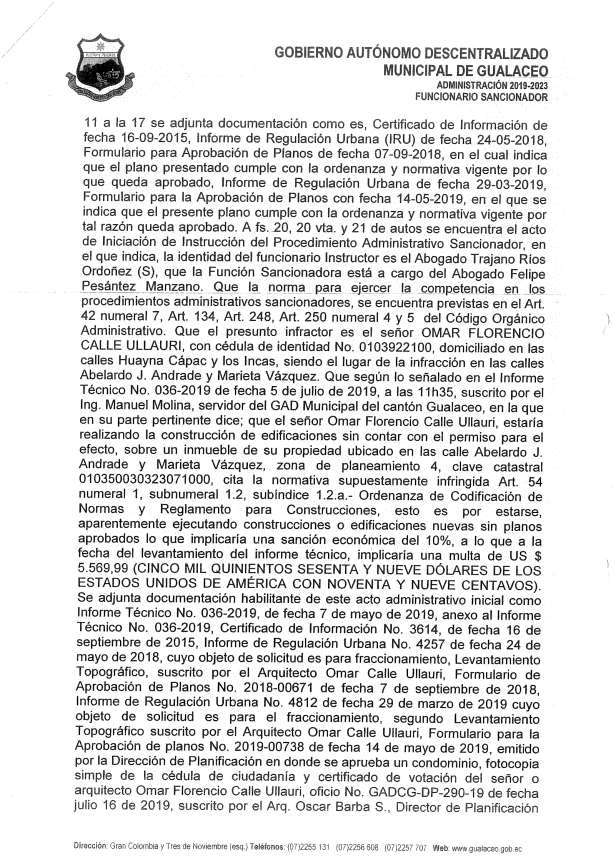 GOBIERNO AUTÓNOMO DESCENTRALIZADO
MUNICIPAL DE GUALACEO
ADMINISTRACIÓN 2019-2023
FUNCIONARIO SANCIONADOR
11 a la 17 se adjunta documentación como es, Certificado de Información de
fecha 16-09-2015, Informe de Regulación Urbana (IRU) de fecha 24-05-2018,
Formulario para Aprobación de Planos de fecha 07-09-2018, en el cual indica
que el plano presentado cumple con la ordenanza y normativa vigente por lo
que queda aprobado, Informe de Regulación Urbana de fecha 29-03-2019,
Formulario para la Aprobación de Planos con fecha 14-05-2019, en el que se
indica que el presente plano cumple con la ordenanza y normativa vigente por
tal razón queda aprobado. A fs. 20, 20 vta. y 21 de autos se encuentra el acto
de Iniciación de Instrucción del Procedimiento Administrativo Sancionador, en
el que indica, la identidad del funcionario Instructor es el Abogado Trajano Ríos
Ordoñez (S), que la Función Sancionadora está a cargo del Abogado Felipe
Pesántez Manzano. Que la norma para ejercer la competencia en los
procedimientos administrativos sancionadores, se encuentra previstas en el Art.
42 numeral 7, Art. 134, Art. 248, Art. 250 numeral 4 y 5 del Código Orgánico
Administrativo. Que el presunto infractor es el señor OMAR FLORENCIO
CALLE ULLAURI, con cédula de identidad No. 0103922100, domiciliado en las
calles Huayna Cápac y los Incas, siendo el lugar de la infracción en las calles
Abelardo J. Andrade y Marieta Vázquez. Que según lo señalado en el Informe
Técnico No. 036-2019 de fecha 5 de julio de 2019, a las 11h35, suscrito por el
Ing. Manuel Molina, servidor del GAD Municipal del cantón Gualaceo, en la que
en su parte pertinente dice; que el señor Omar Florencio Calle Ullauri, estaría
realizando la construcción de edificaciones sin contar con el permiso para el
efecto, sobre un inmueble de su propiedad ubicado en las calle Abelardo J.
Andrade y Marieta Vázquez, zona de planeamiento 4, clave catastral
010350030323071000, cita la normativa supuestamente infringida Art. 54
numeral 1, subnumeral 1.2, subíndice 1.2.a.- Ordenanza de Codificación de
Normas y Reglamento para Construcciones, esto es por estarse,
aparentemente ejecutando construcciones o edificaciones nuevas sin planos
aprobados lo que implicaría una sanción económica del 10%, a lo que a la
fecha del levantamiento del informe técnico, implicaría una multa de US $
5.569,99 (CINCO MIL QUINIENTOS SESENTA Y NUEVE DÓLARES DE LOS
ESTADOS UNIDOS DE AMÉRICA CON NOVENTA Y NUEVE CENTAVOS).
Se adjunta documentación habilitante de este acto administrativo inicial como
Informe Técnico No. 036-2019, de fecha 7 de mayo de 2019, anexo al Informe
Técnico No. 036-2019, Certificado de Información No. 3614, de fecha 16 de
septiembre de 2015, Informe de Regulación Urbana No. 4257 de fecha 24 de
mayo de 2018, cuyo objeto de solicitud es para fraccionamiento, Levantamiento
Topográfico, suscrito por el Arquitecto Omar Calle Ullauri, Formulario de
Aprobación de Planos No. 2018-00671 de fecha 7 de septiembre de 2018,
Informe de Regulación Urbana No. 4812 de fecha 29 de marzo de 2019 cuyo
objeto de solicitud es para el fraccionamiento, segundo Levantamiento
Topográfico suscrito por el Arquitecto Omar Calle Ullauri, Formulario para la
Aprobación de planos No. 2019-00738 de fecha 14 de mayo de 2019, emitido
por la Dirección de Planificación en donde se aprueba un condominio, fotocopia
simple de la cédula de ciudadanía y certificado de votación del señor o
arquitecto Omar Florencio Calle Ullauri, oficio No. GADCG-DP-290-19 de fecha
julio 16 de 2019, suscrito por el Arq. Oscar Barba S., Director de Planificación
Dirección: Gran Colombia y Tres de Noviembre (esq.) Teléfonos: (07)2255 131 (07)2256 608 (07)2257 707 Web: www.gualaceo.gob.ec